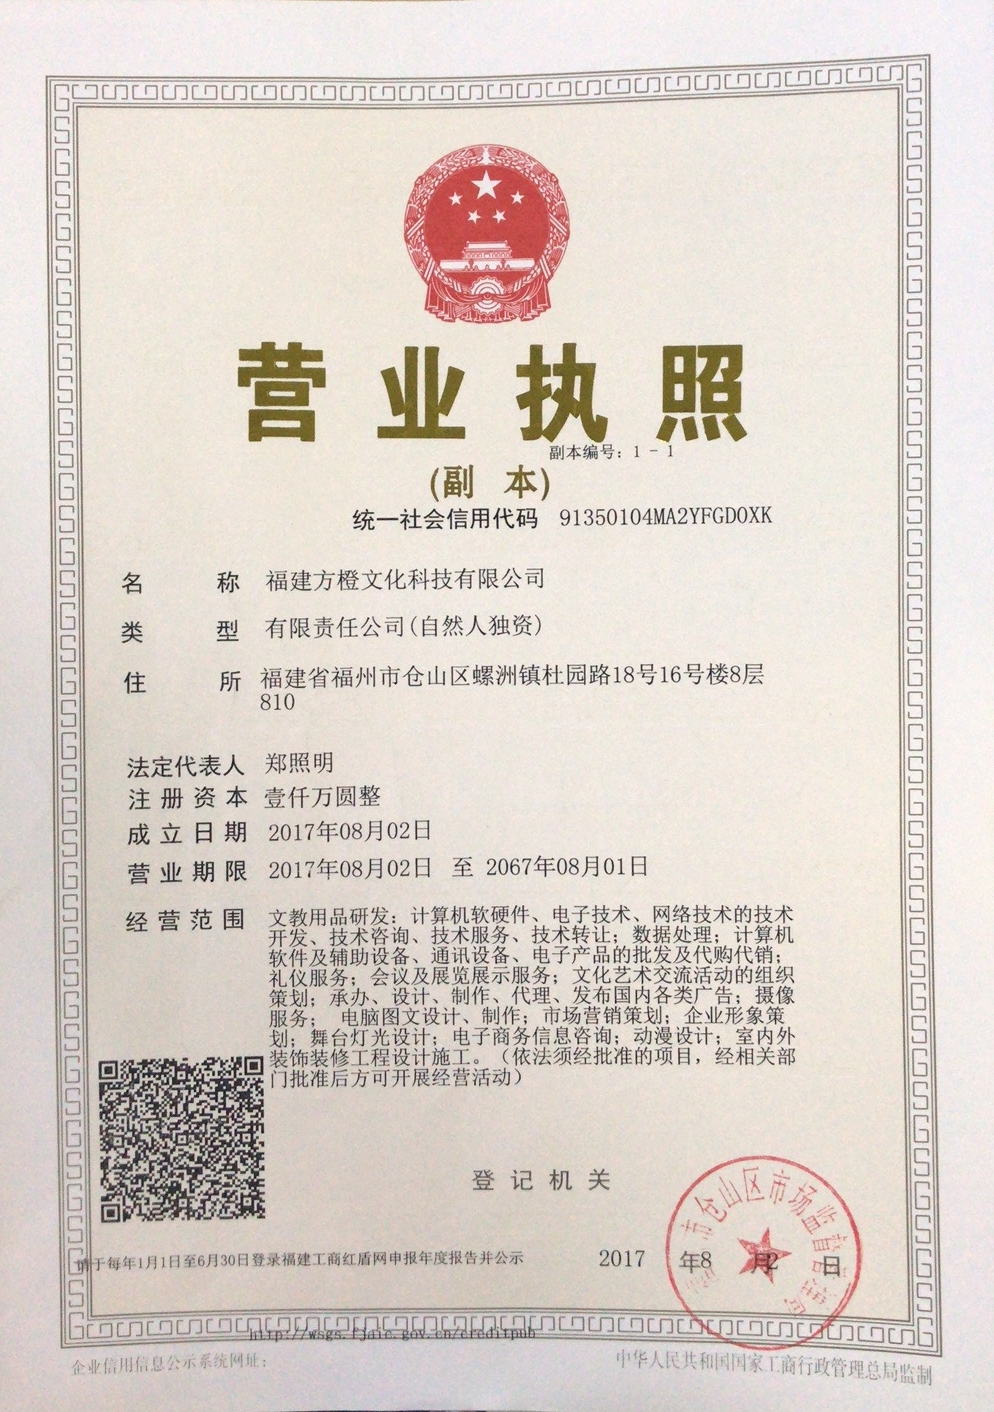 营业执照
副本编号：1－1
(副 本)
统一社会信用代码 91350104MA2YFGD0XK
名 称 福建方橙文化科技有限公司
类 型 有限责任公司(自然人独资)
住 所 福建省福州市仓山区螺洲镇杜园路18号16号楼8层
810
法定代表人 郑照明
注册资本 壹仟万圆整
成立日期 2017年08月02日
营业期限 2017年08月02日 至 2067年08月01日
经营范围 文教用品研发；计算机软硬件、电子技术、网络技术的技术
开发、技术咨询、技术服务、技术转让；数据处理；计算机
软件及辅助设备、通讯设备、电子产品的批发及代购代销；
礼仪服务；会议及展览展示服务；文化艺术交流活动的组织
策划；承办、设计、制作、代理、发布国内各类广告；摄像
服务； 电脑图文设计、制作；市场营销策划；企业形象策
划；舞台灯光设计；电子商务信息咨询；动漫设计；室内外
装饰装修工程设计施工。（依法须经批准的项目，经相关部
门批准后方可开展经营活动）
登记机关
市仓山区市场监督管
请于每年1月1日至6月30日登录福建工商红盾网申报年度报告并公示
2017 年8 月2 日
http://wsgs.fjaic.gov.cn/creditpub
企业信用信息公示系统网址：
中华人民共和国国家工商行政管理总局监制